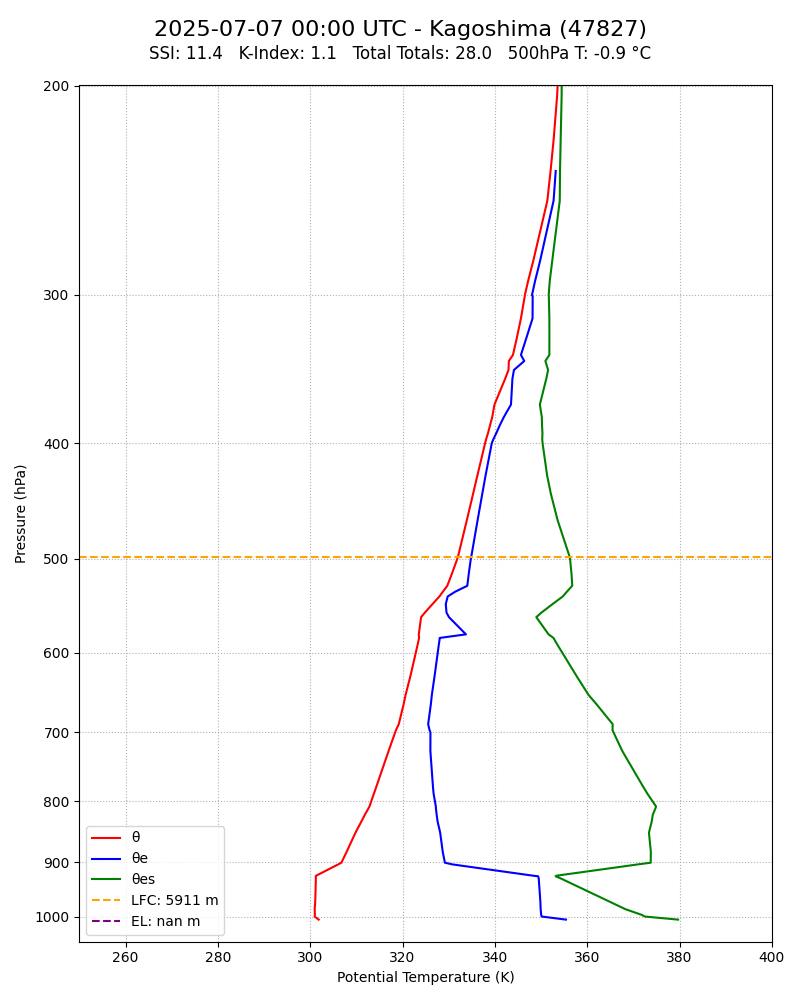 2025-07-07 00:00 UTC - Kagoshima (47827)
SSI: 11.4   K-Index: 1.1   Total Totals: 28.0   500hPa T: -0.9 °C
200
300
400
500
600
700
800
900
1000
Pressure (hPa)
θ
θe
θes
LFC: 5911 m
EL: nan m
260 280 300 320 340 360 380 400
Potential Temperature (K)